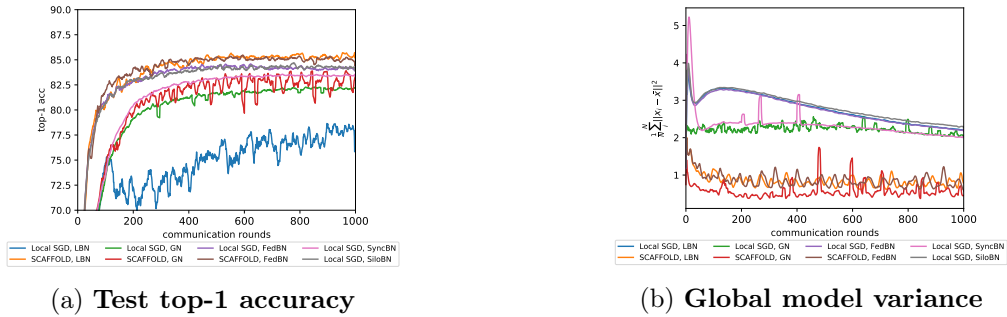 90.0
87.5
85.0
82.5
80.0
77.5
75.0
72.5
70.0
top-1 acc
0 200 400 600 800 1000
communication rounds
Local SGD, LBN Local SGD, GN Local SGD, FedBN Local SGD, SyncBN
SCAFFOLD, LBN SCAFFOLD, GN SCAFFOLD, FedBN Local SGD, SiloBN
(a) Test top-1 accuracy
5
4
3
2
1
0 200 400 600 800 1000
communication rounds
Local SGD, LBN Local SGD, GN Local SGD, FedBN Local SGD, SyncBN
SCAFFOLD, LBN SCAFFOLD, GN SCAFFOLD, FedBN Local SGD, SiloBN
(b) Global model variance